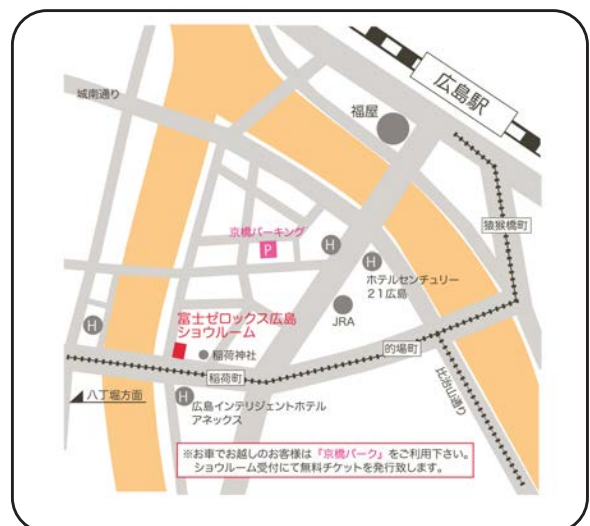 広島駅
城南通り
福屋
猿猴橋町
京橋パーキング
P
H
H
ホテルセンチュリー
21広島
富士ゼロックス広島
ショウルーム
JRA
H
稲荷神社
的場町
稲荷町
比治山通り
八丁堀方面
H
広島インテリジェントホテル
アネックス
※お車でお越しのお客様は「京橋パーク」をご利用下さい。
ショウルーム受付にて無料チケットを発行致します。